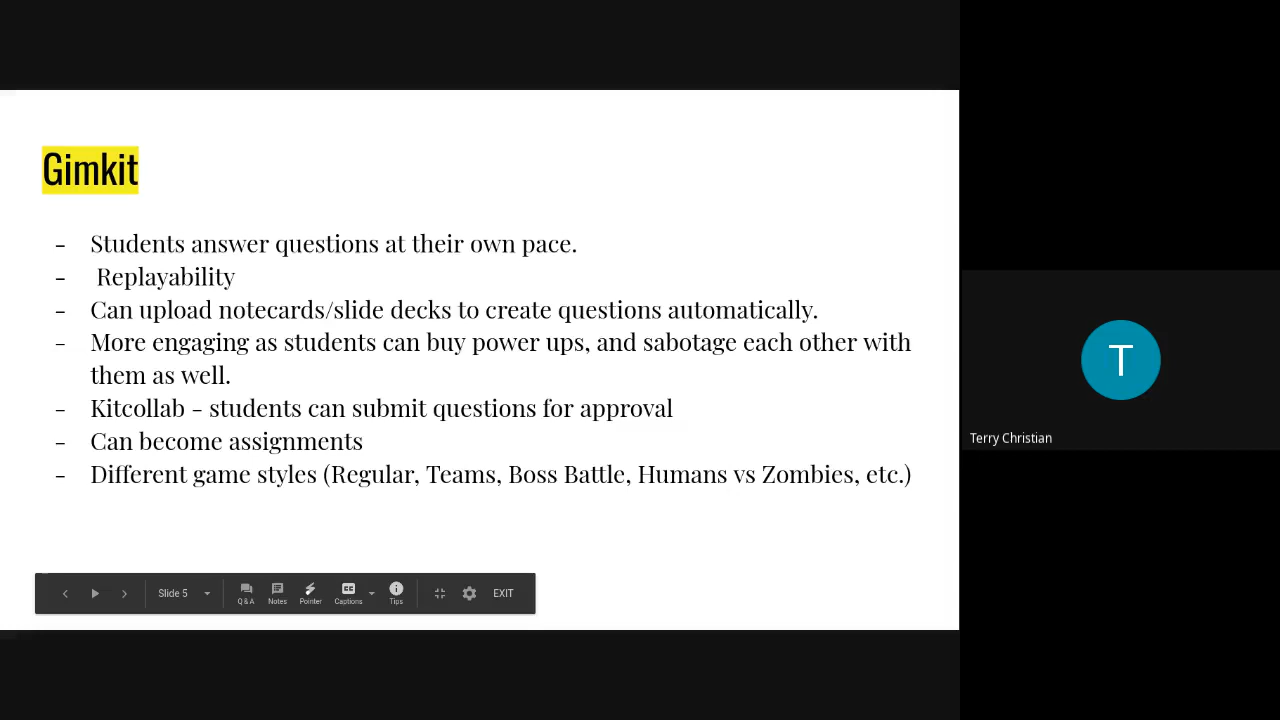 Gimkit
- Students answer questions at their own pace.
- Replayability
- Can upload notecards/slide decks to create questions automatically.
- More engaging as students can buy power ups, and sabotage each other with
them as well.
- Kitcollab - students can submit questions for approval
- Can become assignments
- Different game styles (Regular, Teams, Boss Battle, Humans vs Zombies, etc.)
T
Terry Christian
Slide 5
Q & A
Notes
Pointer
CC
Captions
Tips
EXIT